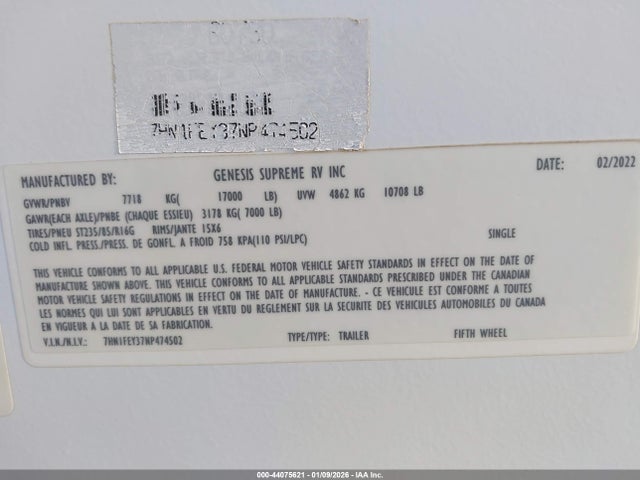 7HN1FEY37NP474502
MANUFACTURED BY: GENESIS SUPREME RV INC DATE: 02/2022
GVWR/PNBV 7718 KG( 17000 LB) UVW 4862 KG 10708 LB
GAWR(EACH AXLE)/PNBE (CHAQUE ESSIEU) 3178 KG( 7000 LB)
TIRES/PNEU ST235/85/R16G RIMS/JANTE 15X6
COLD INFL. PRESS./PRESS. DE GONFL. A FROID 758 KPA(110 PSI/LPC) SINGLE
THIS VEHICLE CONFORMS TO ALL APPLICABLE U.S. FEDERAL MOTOR VEHICLE SAFETY STANDARDS IN EFFECT ON THE DATE OF
MANUFACTURE SHOWN ABOVE. THIS VEHICLE CONFORMS TO ALL APPLICABLE STANDARDS PRESCRIBED UNDER THE CANADIAN
MOTOR VEHICLE SAFETY REGULATIONS IN EFFECT ON THE DATE OF MANUFACTURE. - CE VEHICULE EST CONFORME A TOUTES
LES NORMES QUI LUI SONT APPLICABLES EN VERTU DU REGLEMENT SUR LA SECURITE DES VEHICULES AUTOMOBILES DU CANADA
EN VIGUEUR A LA DATE DE SA FABRICATION.
V.I.N./N.I.V.: 7HN1FEY37NP474502 TYPE/TYPE: TRAILER FIFTH WHEEL
000-44075621 - 01/09/2026 - IAA Inc.